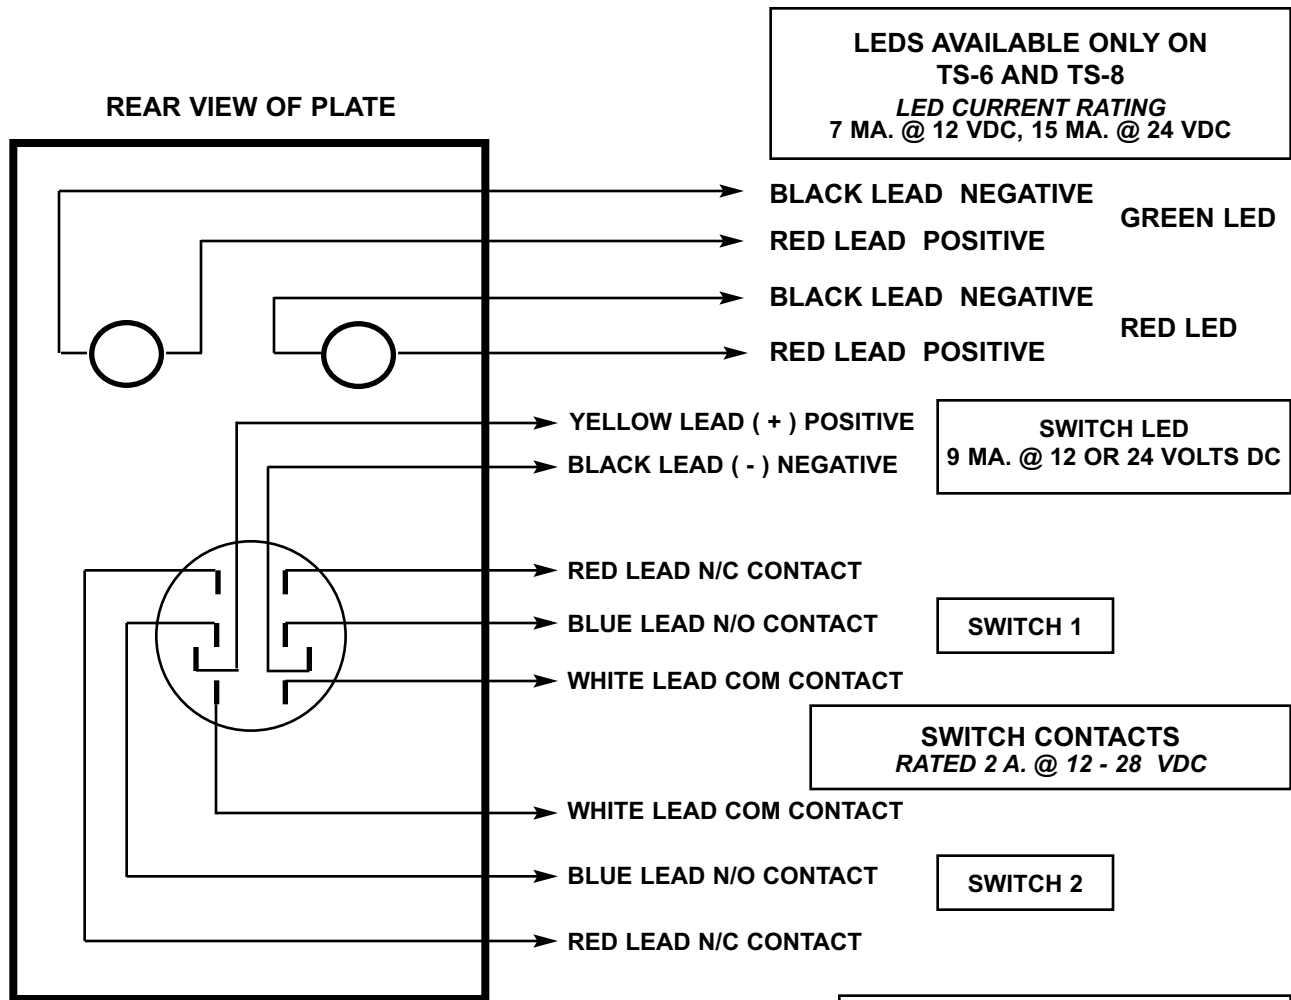 LEDS AVAILABLE ONLY ON
TS-6 AND TS-8
LED CURRENT RATING
7 MA. @ 12 VDC, 15 MA. @ 24 VDC
REAR VIEW OF PLATE
BLACK LEAD NEGATIVE
GREEN LED
RED LEAD POSITIVE
BLACK LEAD NEGATIVE
RED LED
RED LEAD POSITIVE
YELLOW LEAD ( + ) POSITIVE
BLACK LEAD ( - ) NEGATIVE
SWITCH LED
9 MA. @ 12 OR 24 VOLTS DC
RED LEAD N/C CONTACT
BLUE LEAD N/O CONTACT
SWITCH 1
WHITE LEAD COM CONTACT
SWITCH CONTACTS
RATED 2 A. @ 12 - 28 VDC
WHITE LEAD COM CONTACT
BLUE LEAD N/O CONTACT
SWITCH 2
RED LEAD N/C CONTACT